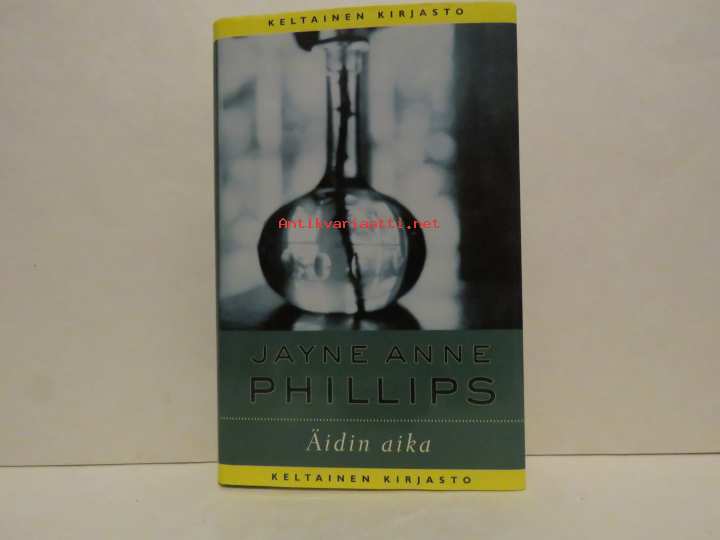 KELTAINEN KIRJASTO
Antikvariaatti.net
JAYNE ANNE
PHILLIPS
Äidin aika
KELTAINEN KIRJASTO